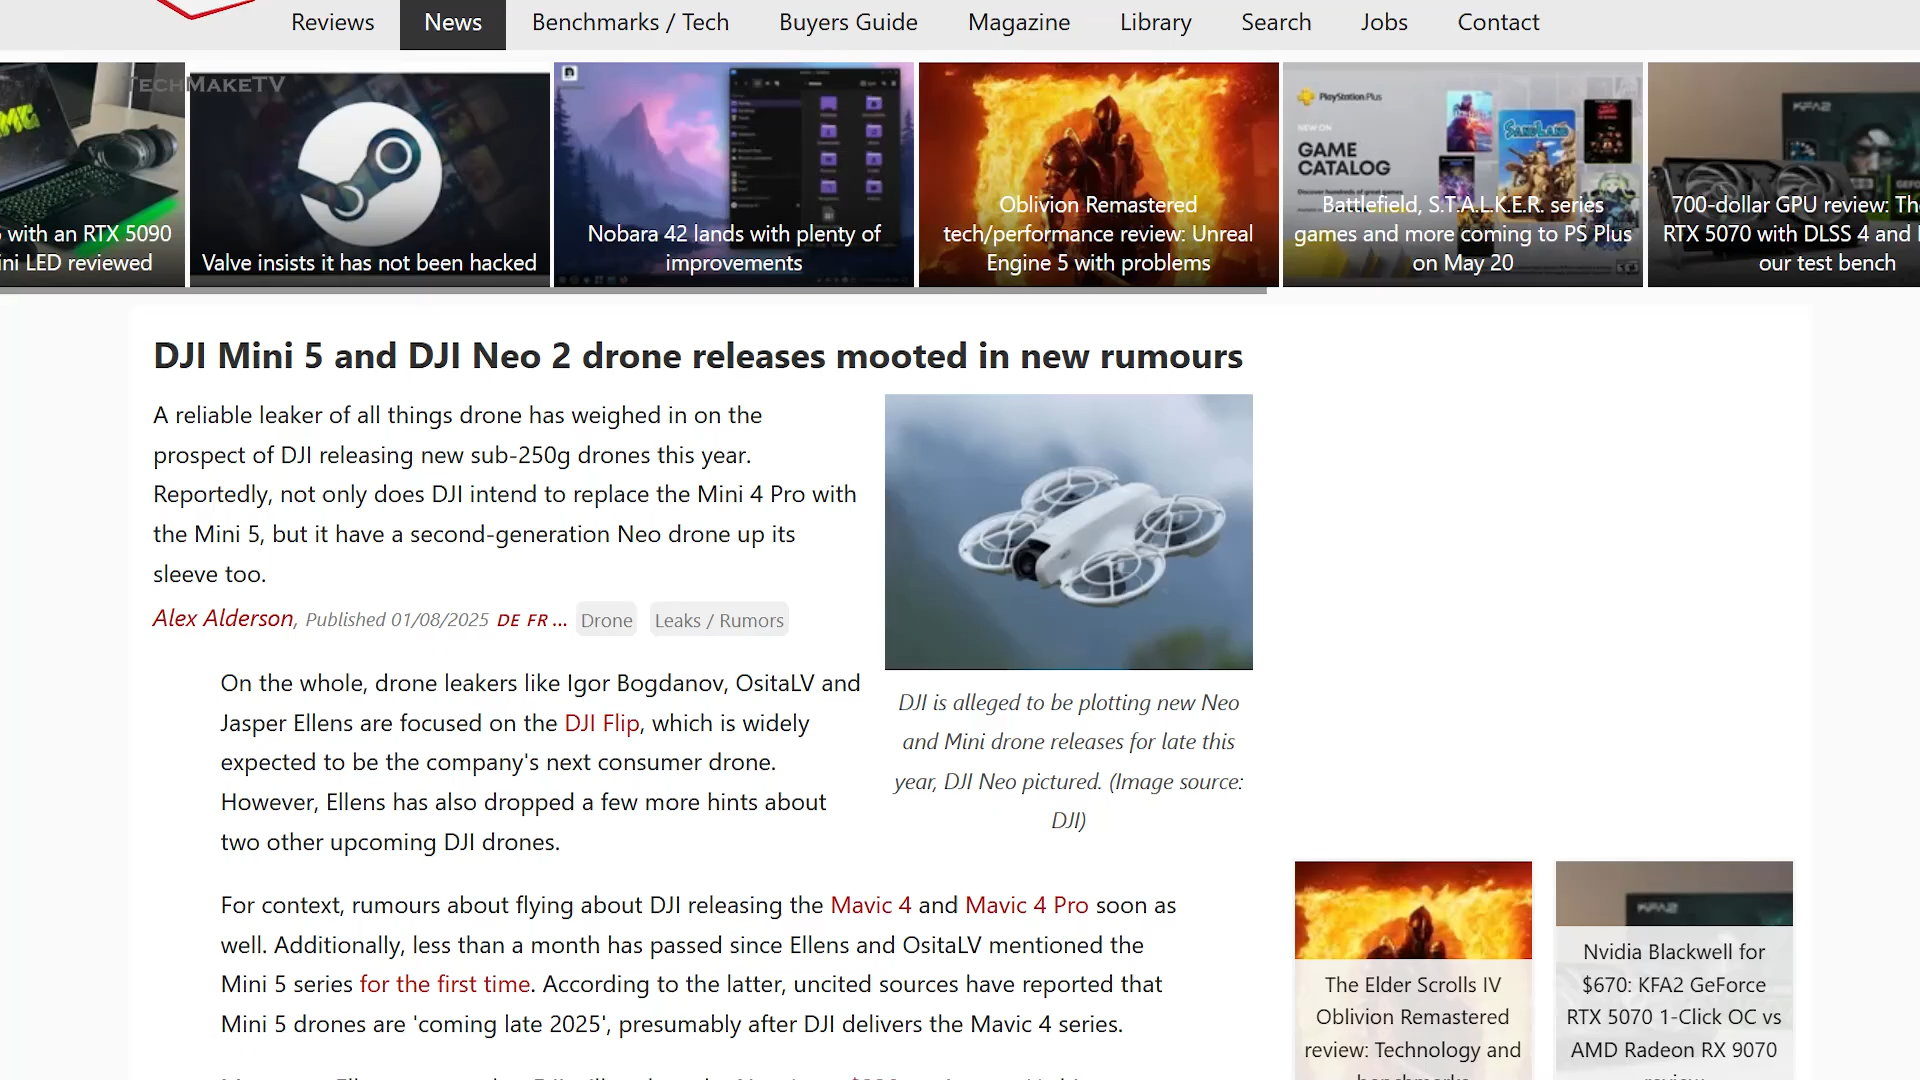 Reviews
News
Benchmarks / Tech
Buyers Guide
Magazine
Library
Search
Jobs
Contact
TECHMAKETV
with an RTX 5090
ini LED reviewed
Valve insists it has not been hacked
Nobara 42 lands with plenty of
improvements
Oblivion Remastered
tech/performance review: Unreal
Engine 5 with problems
PlayStation Plus
NEW ON
GAME
CATALOG
SAND LAND
Battlefield, S.T.A.L.K.E.R. series
games and more coming to PS Plus
on May 20
KFA2
700-dollar GPU review: Th
RTX 5070 with DLSS 4 and
our test bench
DJI Mini 5 and DJI Neo 2 drone releases mooted in new rumours
A reliable leaker of all things drone has weighed in on the
prospect of DJI releasing new sub-250g drones this year.
Reportedly, not only does DJI intend to replace the Mini 4 Pro with
the Mini 5, but it have a second-generation Neo drone up its
sleeve too.
Alex Alderson, Published 01/08/2025 DE FR ... Drone Leaks / Rumors
On the whole, drone leakers like Igor Bogdanov, OsitaLV and
Jasper Ellens are focused on the DJI Flip, which is widely
expected to be the company's next consumer drone.
However, Ellens has also dropped a few more hints about
two other upcoming DJI drones.
DJI is alleged to be plotting new Neo
and Mini drone releases for late this
year, DJI Neo pictured. (Image source:
DJI)
For context, rumours about flying about DJI releasing the Mavic 4 and Mavic 4 Pro soon as
well. Additionally, less than a month has passed since Ellens and OsitaLV mentioned the
Mini 5 series for the first time. According to the latter, uncited sources have reported that
Mini 5 drones are 'coming late 2025', presumably after DJI delivers the Mavic 4 series.
The Elder Scrolls IV
Oblivion Remastered
review: Technology and
KFA2
Nvidia Blackwell for
$670: KFA2 GeForce
RTX 5070 1-Click OC vs
AMD Radeon RX 9070